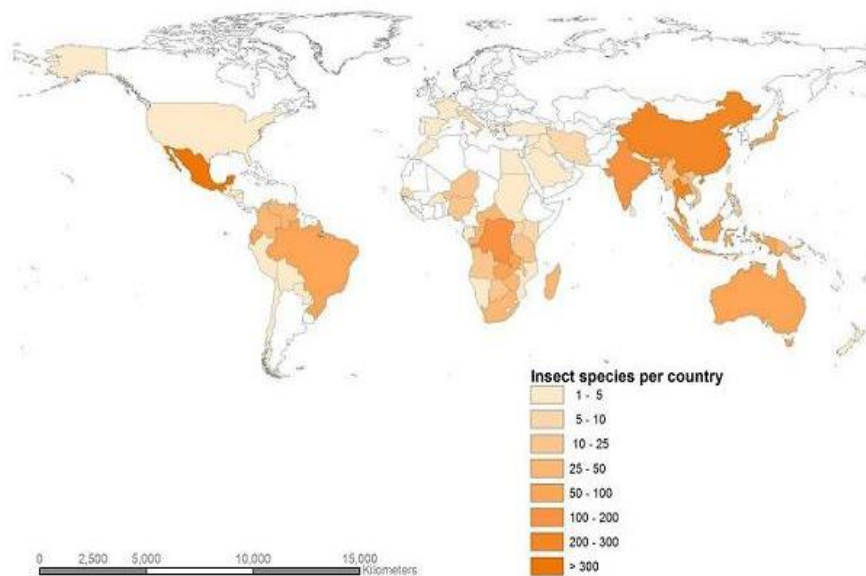 Insect species per country
1 - 5
5 - 10
10 - 25
25 - 50
50 - 100
100 - 200
200 - 300
> 300
0 2,500 5,000 10,000 15,000
Kilometers